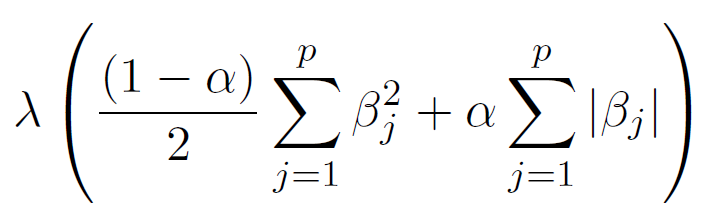 λ ( (1 − α) / 2 ∑_{j=1}^{p} β_j^2 + α ∑_{j=1}^{p} |β_j| )